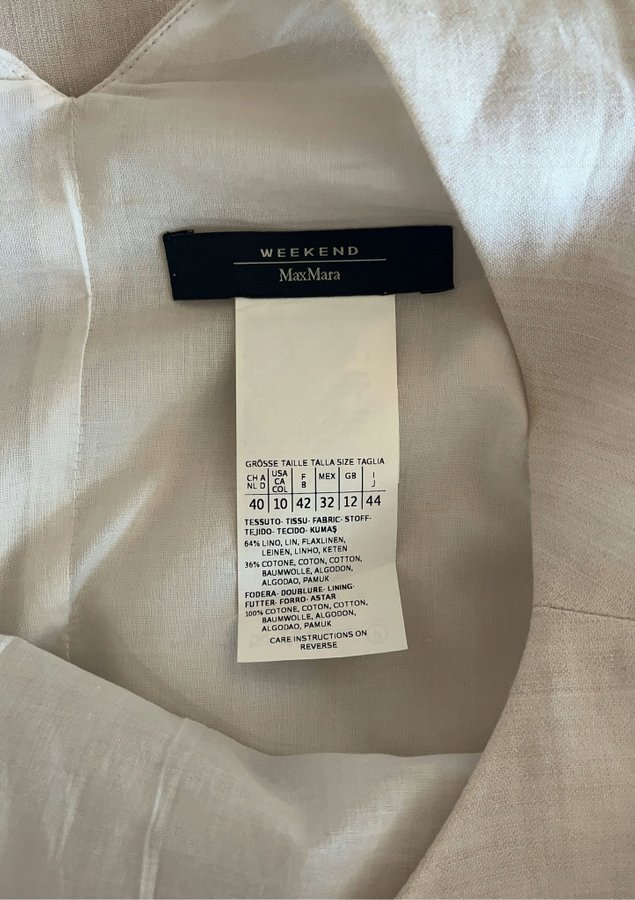 WEEKEND
MaxMara
GRÖSSE TAILLE TALLA SIZE TAGLIA
CH A NL D USA CA COL F B MEX GB I J
40 10 42 32 12 44
TESSUTO- TISSU- FABRIC- STOFF-
TEJIDO- TECIDO- KUMAŞ
64% LINO, LIN, FLAXLINEN,
LEINEN, LINHO, KETEN
36% COTONE, COTON, COTTON,
BAUMWOLLE, ALGODON,
ALGODAO, PAMUK
FODERA- DOUBLURE- LINING-
FUTTER- FORRO- ASTAR
100% COTONE, COTON, COTTON,
BAUMWOLLE, ALGODON,
ALGODAO, PAMUK
CARE INSTRUCTIONS ON
REVERSE